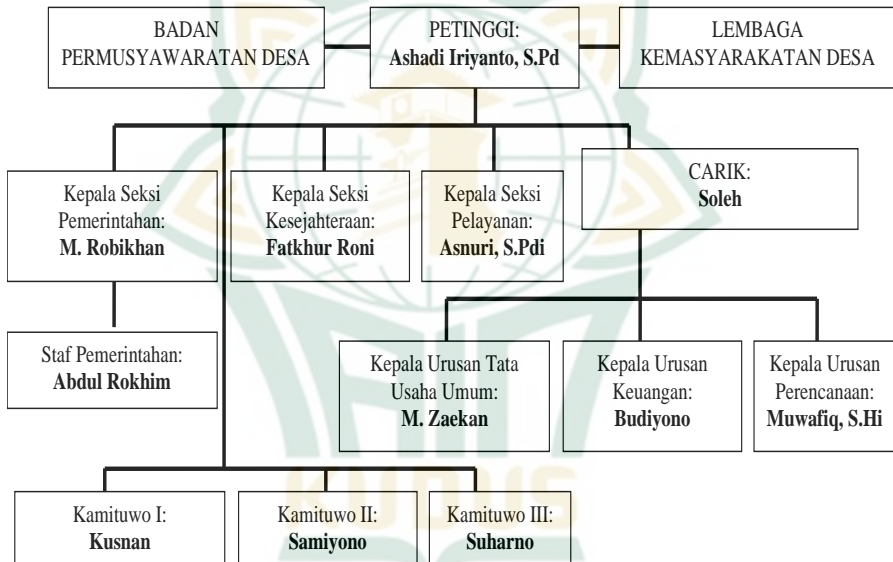 BADAN
PERMUSYAWARATAN DESA
PETINGGI:
Ashadi Iriyanto, S.Pd
LEMBAGA
KEMASYARAKATAN DESA
Kepala Seksi
Pemerintahan:
M. Robikhan
Kepala Seksi
Kesejahteraan:
Fatkhur Roni
Kepala Seksi
Pelayanan:
Asnuri, S.Pdi
CARIK:
Soleh
Staf Pemerintahan:
Abdul Rokhim
Kepala Urusan Tata
Usaha Umum:
M. Zaekan
Kepala Urusan
Keuangan:
Budiyono
Kepala Urusan
Perencanaan:
Muwafiq, S.Hi
Kamituwo I:
Kusnan
Kamituwo II:
Samiyono
Kamituwo III:
Suharno
KUDUS